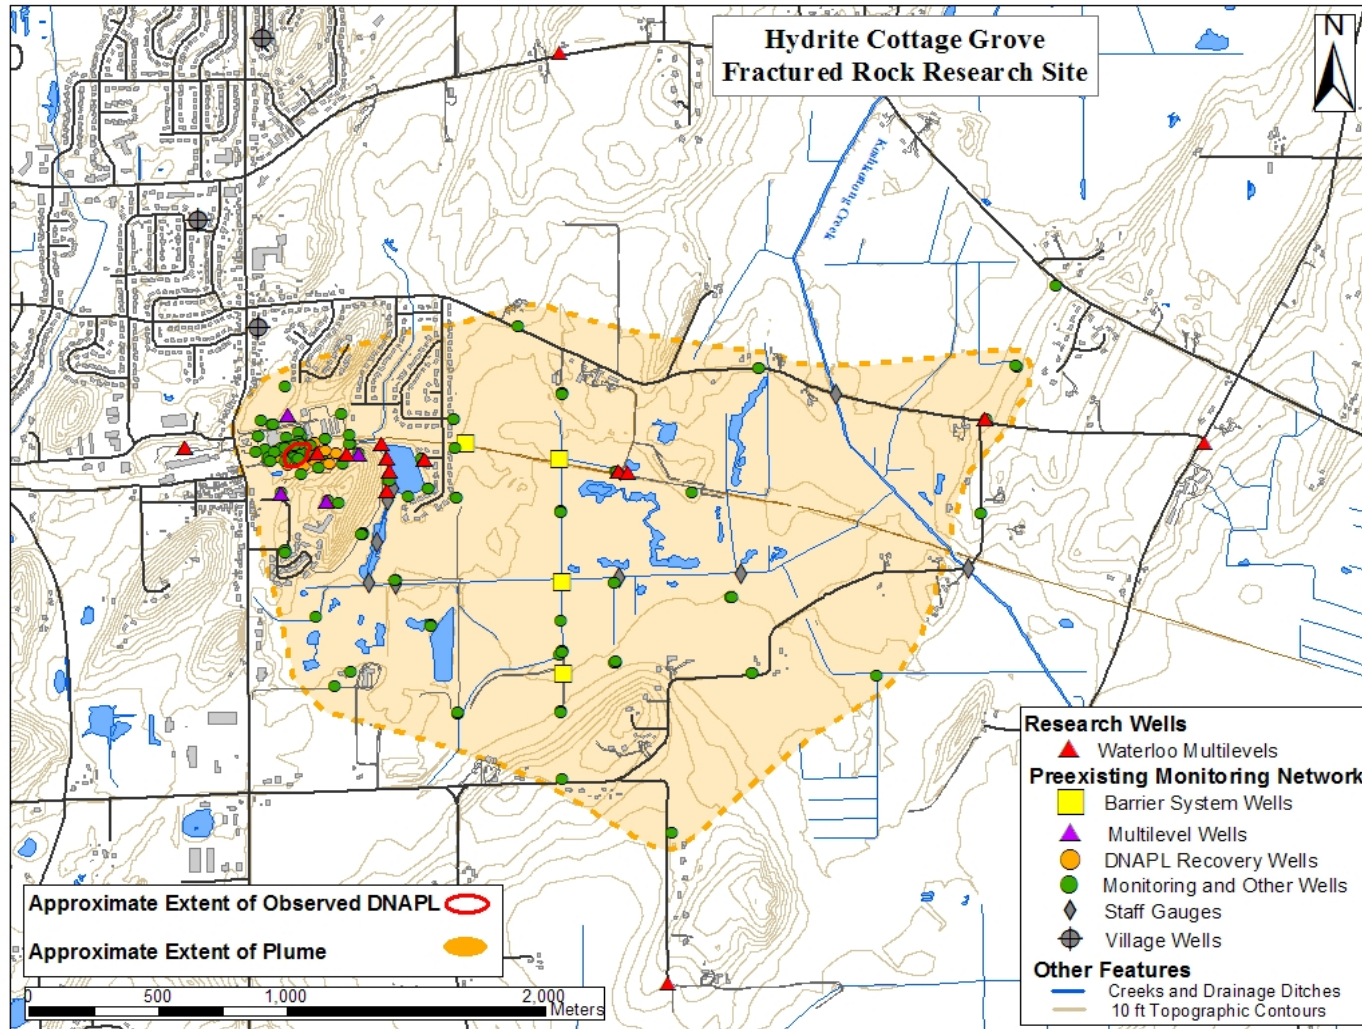 Hydrite Cottage Grove
Fractured Rock Research Site
N
Koshkonong Creek
Research Wells
Waterloo Multilevels
Preexisting Monitoring Network
Barrier System Wells
Multilevel Wells
DNAPL Recovery Wells
Monitoring and Other Wells
Staff Gauges
Village Wells
Other Features
Creeks and Drainage Ditches
10 ft Topographic Contours
Approximate Extent of Observed DNAPL
Approximate Extent of Plume
0 500 1,000 2,000
Meters